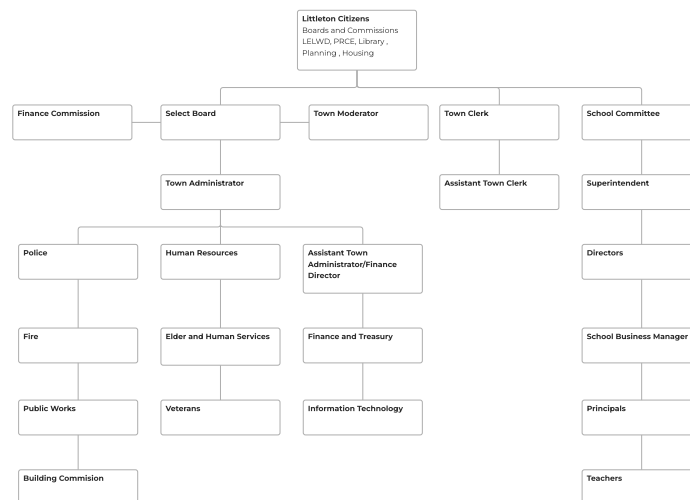 Littleton Citizens
Boards and Commissions
LELWD, PRCE, Library ,
Planning , Housing
Finance Commission
Select Board
Town Moderator
Town Clerk
School Committee
Town Administrator
Assistant Town Clerk
Superintendent
Police
Human Resources
Assistant Town
Administrator/Finance
Director
Directors
Fire
Elder and Human Services
Finance and Treasury
School Business Manager
Public Works
Veterans
Information Technology
Principals
Building Commision
Teachers